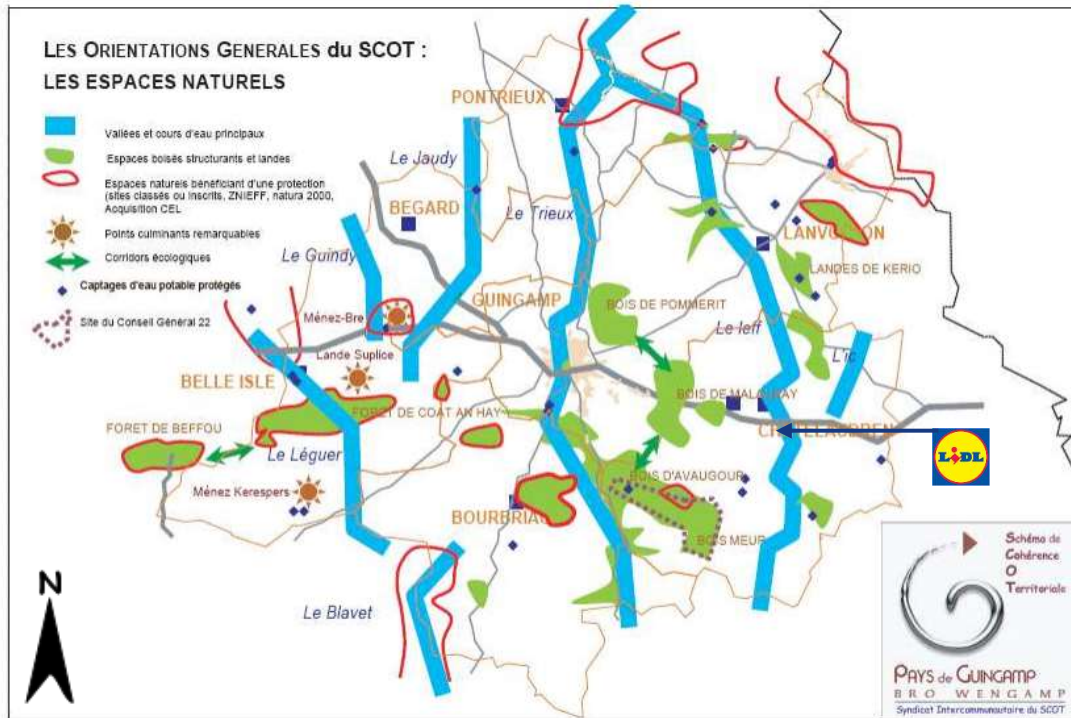 LES ORIENTATIONS GENERALES du SCOT :
LES ESPACES NATURELS
Vallées et cours d'eau principaux
Espaces boisés structurants et landes
Espaces naturels bénéficiant d'une protection
(sites classés ou inscrits, ZNIEFF, natura 2000,
Acquisition CEL
Points culminants remarquables
Corridors écologiques
Captages d'eau potable protégés
Site du Conseil Général 22
PONTRIEUX
Le Jaudy
BEGARD
Le Trieux
LANVOLLON
Le Guindy
LANDES DE KERIO
GUINGAMP
BOIS DE POMMERIT
Ménez-Bre
Le leff
L'ic
Lande Suplice
BELLE ISLE
BOIS DE MALAUNAY
FORET DE COAT AN HAY
FORET DE BEFFOU
CHATELAUDREN
LIDL
Le Léguer
BOIS D'AVAUGOUR
Ménez Kerespers
BOURBRIAC
BOIS MEUR
Le Blavet
N
Schéma de
Cohérence
O
Territoriale
PAYS de GUINGAMP
BRO WENGAMP
Syndicat Intercommunautaire du SCOT